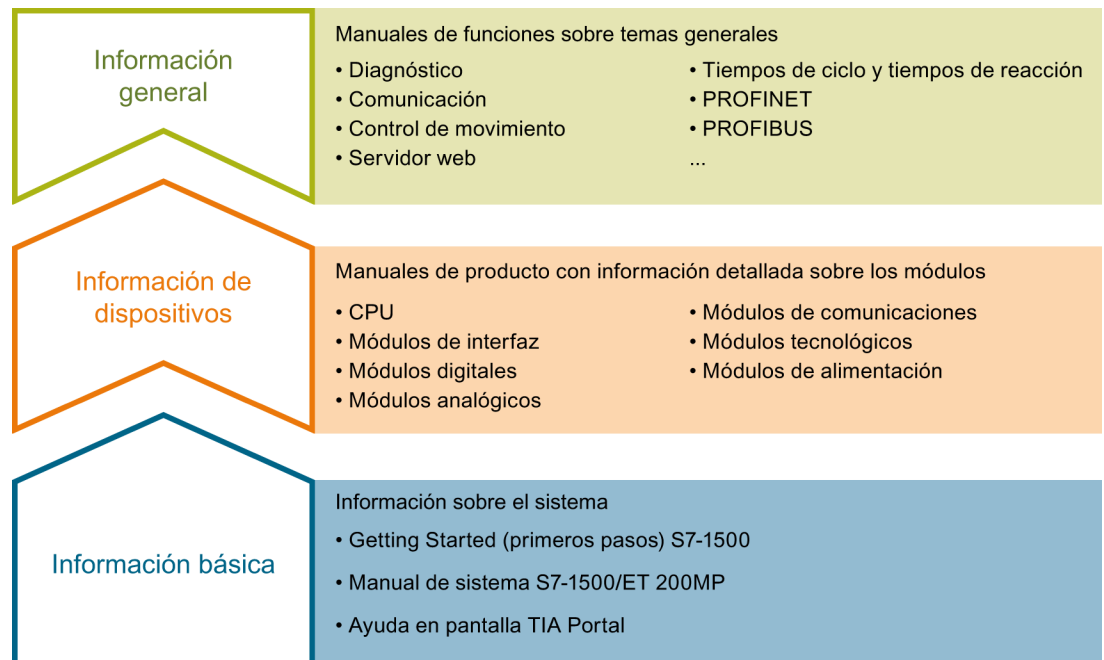 Información
general
Manuales de funciones sobre temas generales
• Diagnóstico
• Comunicación
• Control de movimiento
• Servidor web
• Tiempos de ciclo y tiempos de reacción
• PROFINET
• PROFIBUS
...
Información de
dispositivos
Manuales de producto con información detallada sobre los módulos
• CPU
• Módulos de interfaz
• Módulos digitales
• Módulos analógicos
• Módulos de comunicaciones
• Módulos tecnológicos
• Módulos de alimentación
Información básica
Información sobre el sistema
• Getting Started (primeros pasos) S7-1500
• Manual de sistema S7-1500/ET 200MP
• Ayuda en pantalla TIA Portal